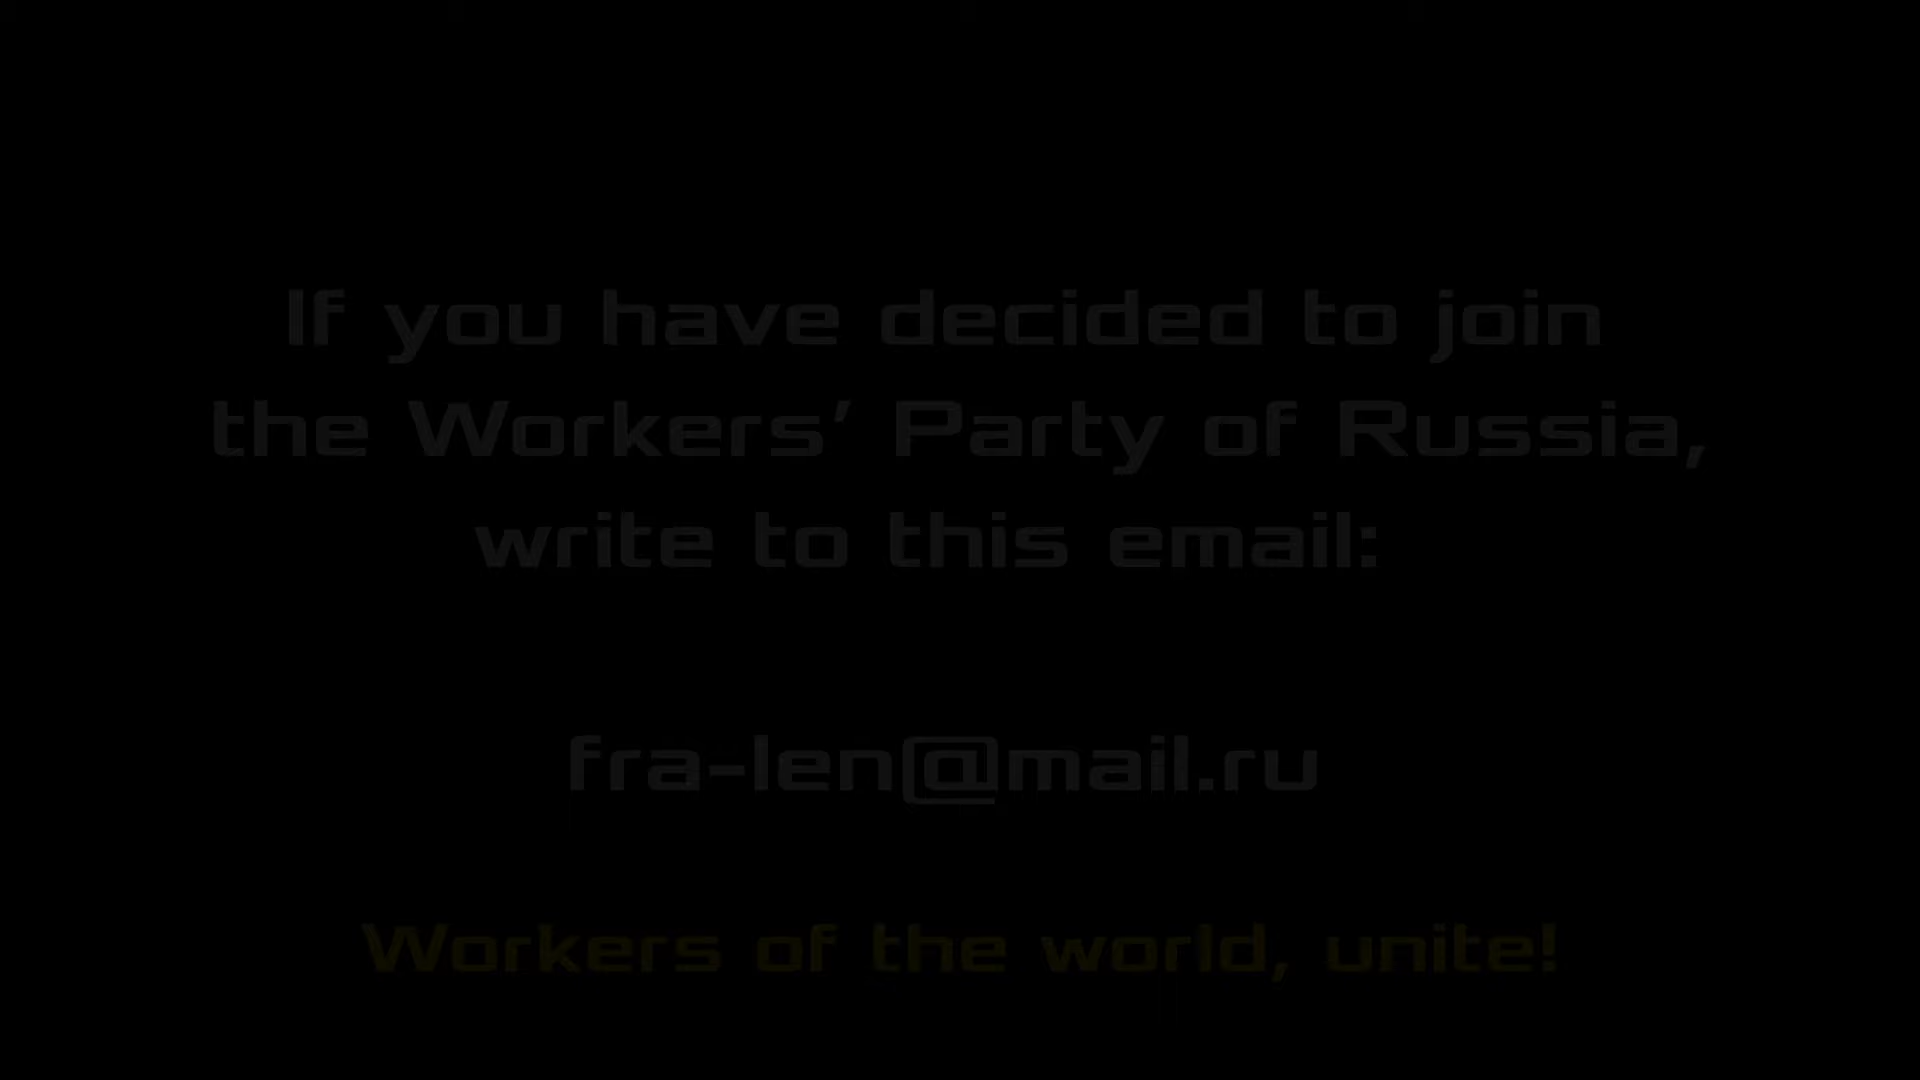 If you have decided to join
the Workers’ Party of Russia,
write to this email:
fra-len@mail.ru
Workers of the world, unite!